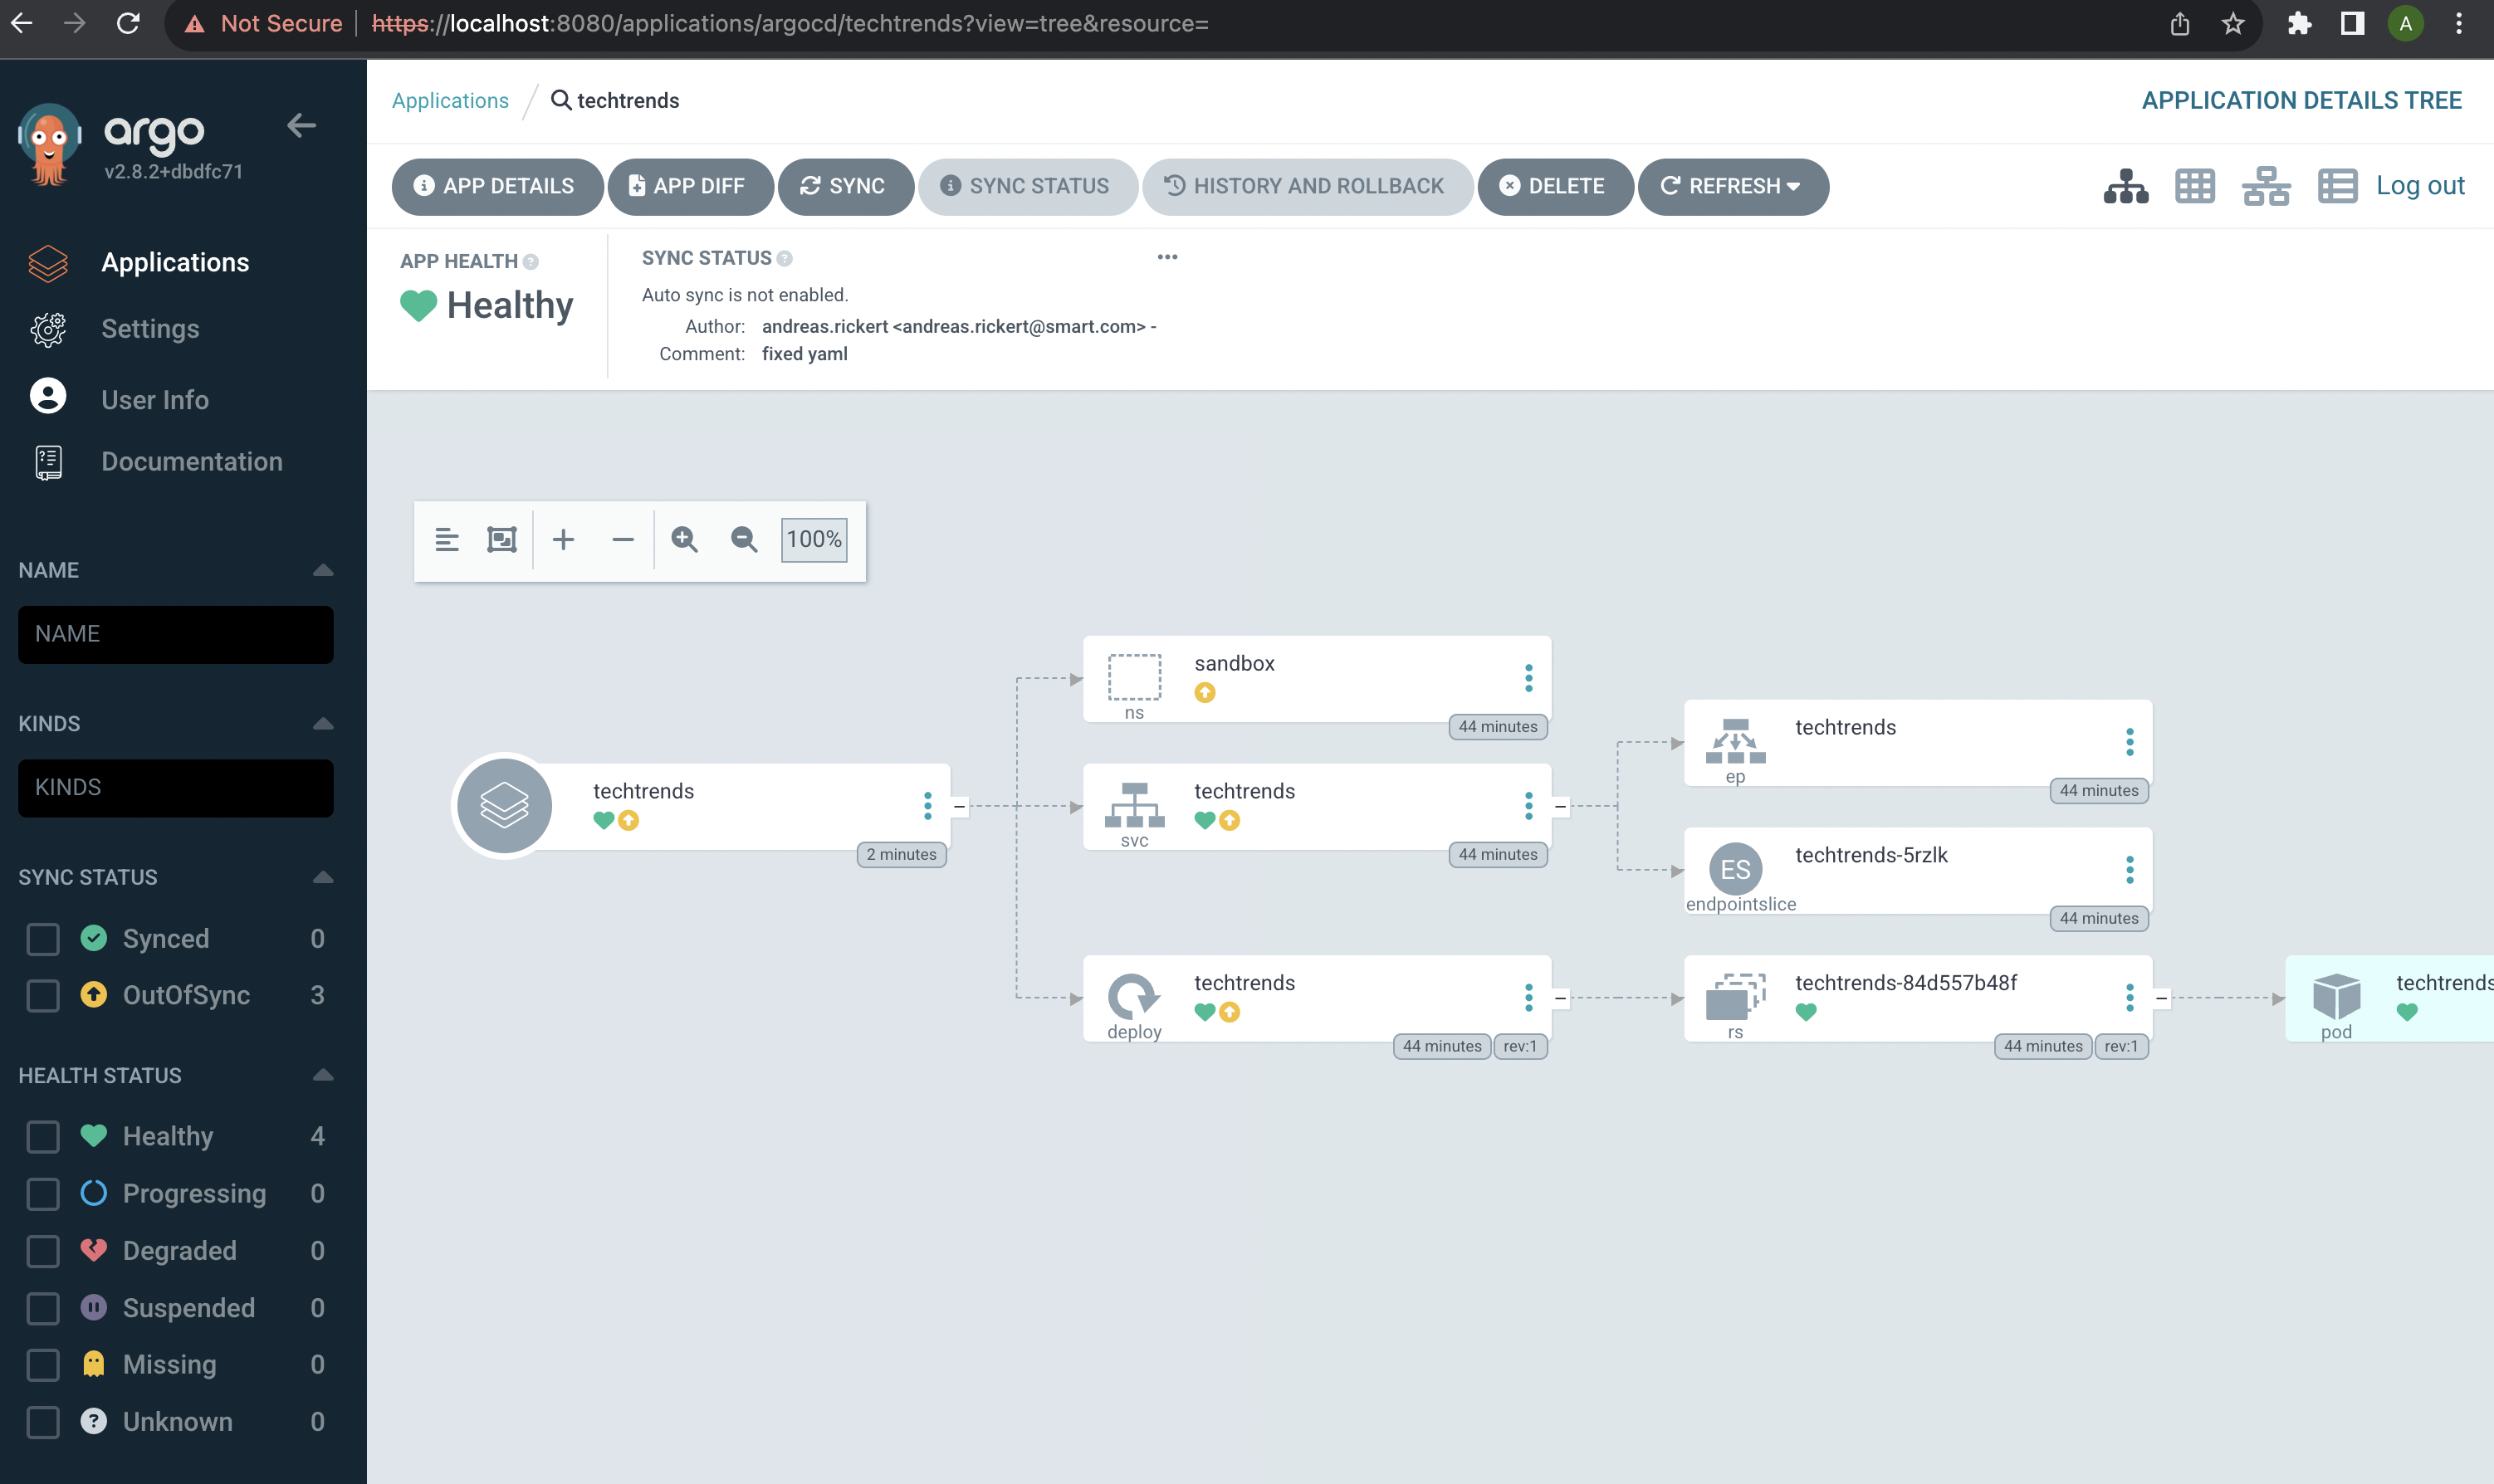 Not Secure
https://localhost:8080/applications/argocd/techtrends?view=tree&resource=
A
argo
v2.8.2+dbdfc71
Applications
Settings
User Info
Documentation
NAME
NAME
KINDS
KINDS
SYNC STATUS
Synced 0
OutOfSync 3
HEALTH STATUS
Healthy 4
Progressing 0
Degraded 0
Suspended 0
Missing 0
Unknown 0
Applications / techtrends
APPLICATION DETAILS TREE
APP DETAILS
APP DIFF
SYNC
SYNC STATUS
HISTORY AND ROLLBACK
DELETE
REFRESH
Log out
APP HEALTH
Healthy
SYNC STATUS
Auto sync is not enabled.
Author: andreas.rickert <andreas.rickert@smart.com> -
Comment: fixed yaml
100%
techtrends
2 minutes
sandbox
ns
44 minutes
techtrends
svc
44 minutes
techtrends
deploy
44 minutes rev:1
techtrends
ep
44 minutes
ES
techtrends-5rzlk
endpointslice
44 minutes
techtrends-84d557b48f
rs
44 minutes rev:1
techtrends
pod